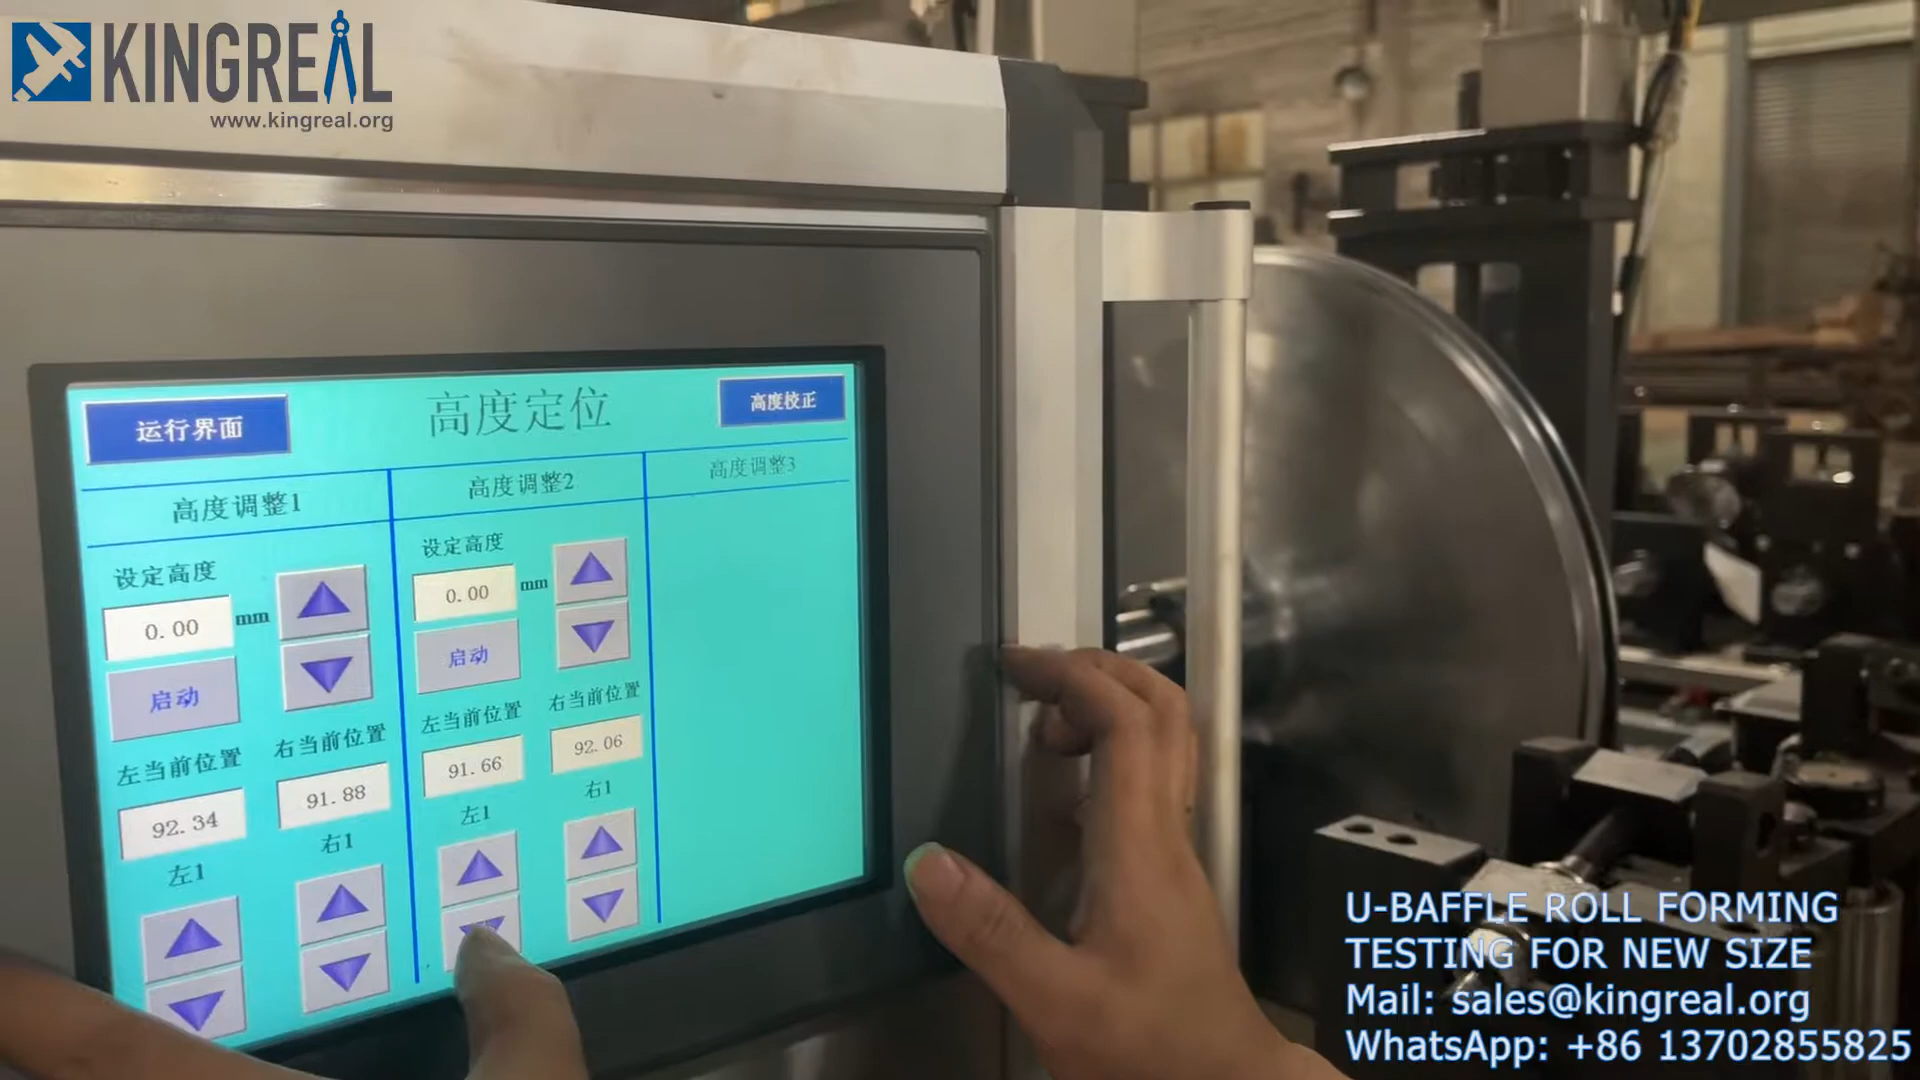 KINGREAL
www.kingreal.org
运行界面
高度定位
高度校正
高度调整1
高度调整2
高度调整3
设定高度
0.00 mm
启动
左当前位置
右当前位置
92.34
91.88
左1
右1
设定高度
0.00 mm
启动
左当前位置
右当前位置
91.66
92.06
左1
右1
U-BAFFLE ROLL FORMING
TESTING FOR NEW SIZE
Mail: sales@kingreal.org
WhatsApp: +86 13702855825